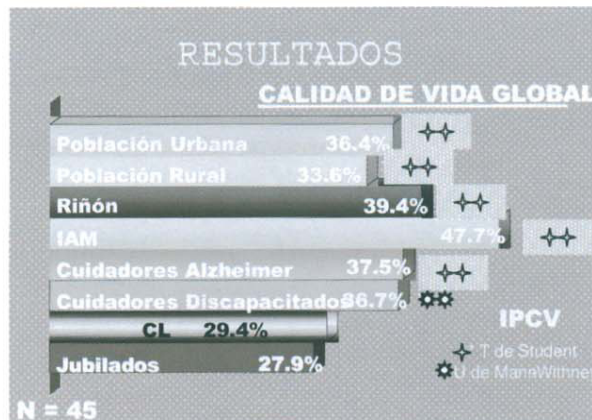 RESULTADOS
CALIDAD DE VIDA GLOBAL
Población Urbana 36.4%
Población Rural 33.6%
Riñón 39.4%
IAM 47.7%
Cuidadores Alzheimer 37.5%
Cuidadores Discapacitados 36.7%
CL 29.4%
Jubilados 27.9%
IPCV
T de Student
U de MannWithney
N = 45